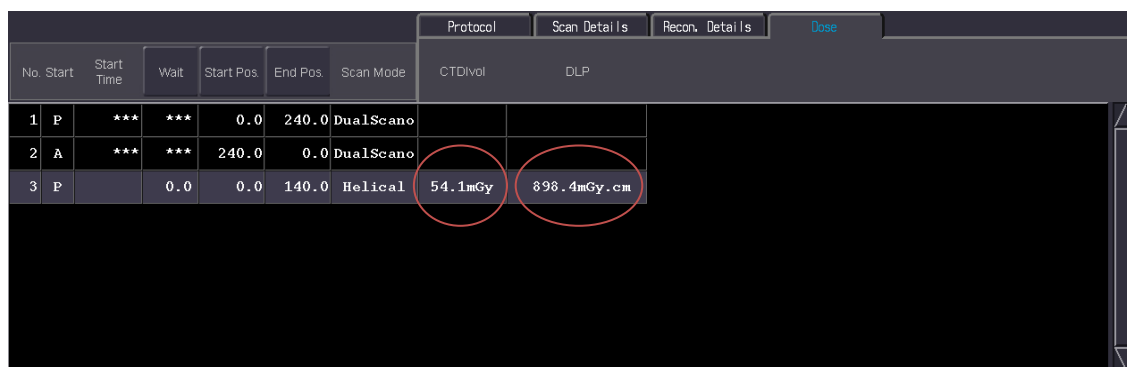 Protocol Scan Details Recon. Details Dose
No. Start Start Time Wait Start Pos. End Pos. Scan Mode CTDIvol DLP
1 P *** *** 0.0 240.0 DualScano
2 A *** *** 240.0 0.0 DualScano
3 P 0.0 0.0 140.0 Helical 54.1mGy 898.4mGy.cm